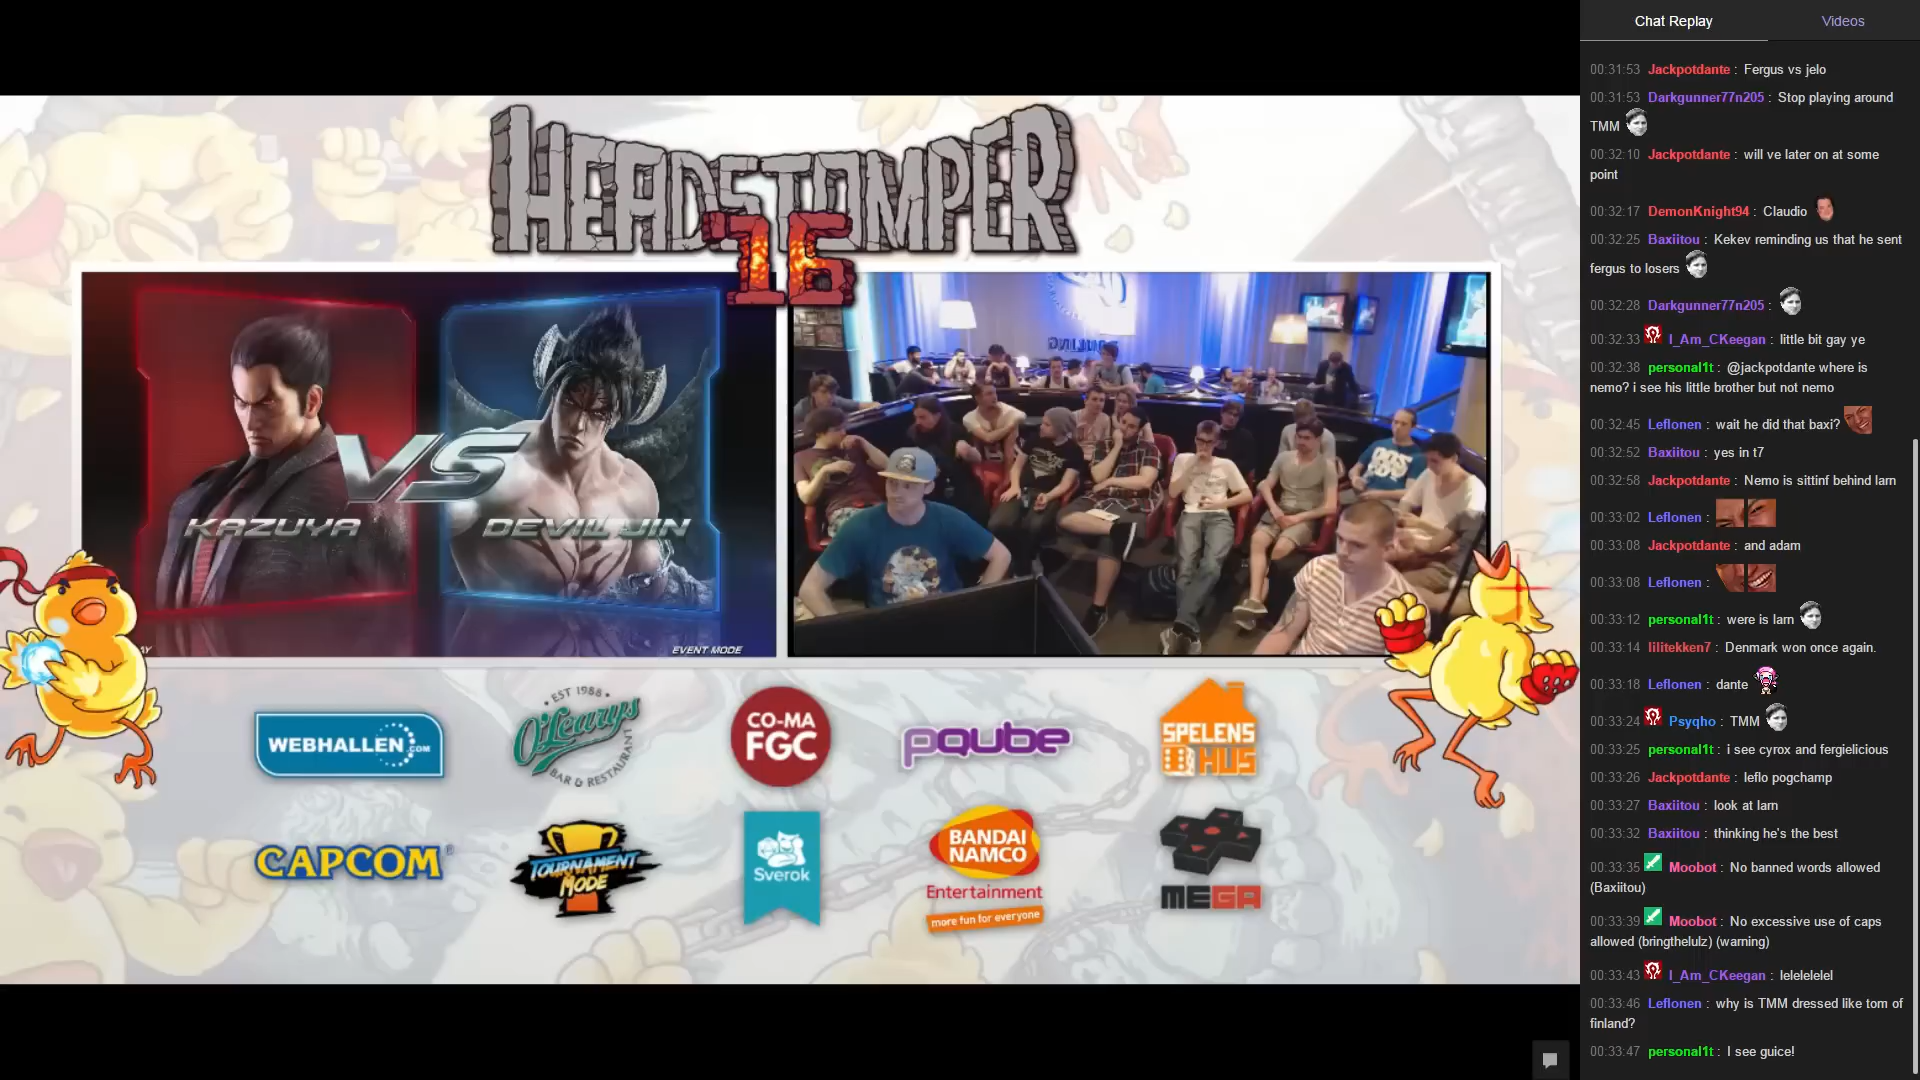 HEADSTOMPER
16
KAZUYA
VS
DEVIL JIN
AY
EVENT MODE
WEBHALLEN.COM
EST 1988
O'Learys
BAR & RESTAURANT
CO-MA
FGC
pqube
SPELENS
HUS
CAPCOM
TOURNAMENT
MODE
Sverok
BANDAI
NAMCO
Entertainment
more fun for everyone
MEGA
Chat Replay
Videos
00:31:53 Jackpotdante : Fergus vs jelo
00:31:53 Darkgunner77n205 : Stop playing around
TMM
00:32:10 Jackpotdante : will ve later on at some
point
00:32:17 DemonKnight94 : Claudio
00:32:25 Baxiitou : Kekev reminding us that he sent
fergus to losers
00:32:28 Darkgunner77n205 :
00:32:33 I_Am_CKeegan : little bit gay ye
00:32:38 personal1t : @jackpotdante where is
nemo? i see his little brother but not nemo
00:32:45 Leflonen : wait he did that baxi?
00:32:52 Baxiitou : yes in t7
00:32:58 Jackpotdante : Nemo is sittinf behind larn
00:33:02 Leflonen :
00:33:08 Jackpotdante : and adam
00:33:08 Leflonen :
00:33:12 personal1t : were is larn
00:33:14 lilitekken7 : Denmark won once again.
00:33:18 Leflonen : dante
00:33:24 Psyqho : TMM
00:33:25 personal1t : i see cyrox and fergielicious
00:33:26 Jackpotdante : leflo pogchamp
00:33:27 Baxiitou : look at larn
00:33:32 Baxiitou : thinking he's the best
00:33:35 Moobot : No banned words allowed
(Baxiitou)
00:33:39 Moobot : No excessive use of caps
allowed (bringthelulz) (warning)
00:33:43 I_Am_CKeegan : lelelelelel
00:33:46 Leflonen : why is TMM dressed like tom of
finland?
00:33:47 personal1t : I see guice!